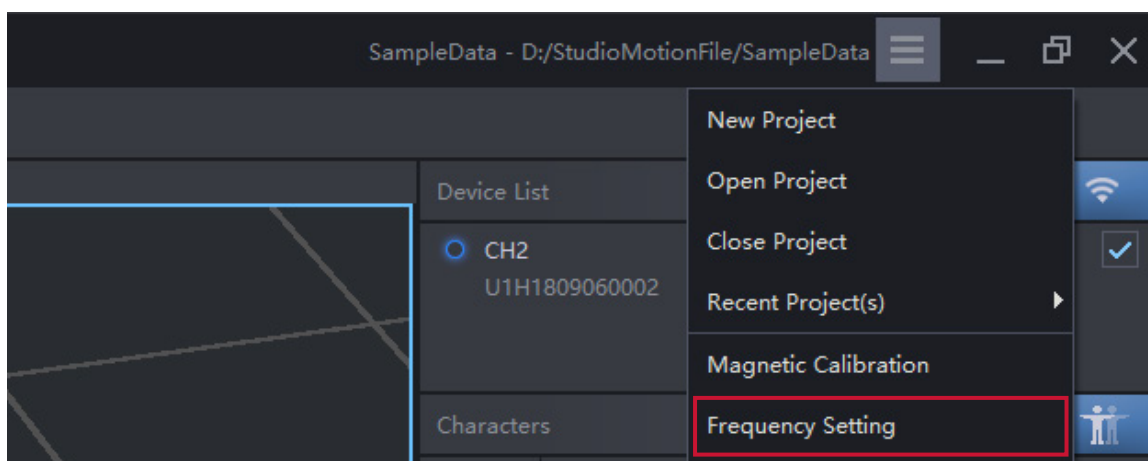 SampleData - D:/StudioMotionFile/SampleData
New Project
Open Project
Close Project
Recent Project(s)
Magnetic Calibration
Frequency Setting
Device List
CH2
U1H1809060002
Characters